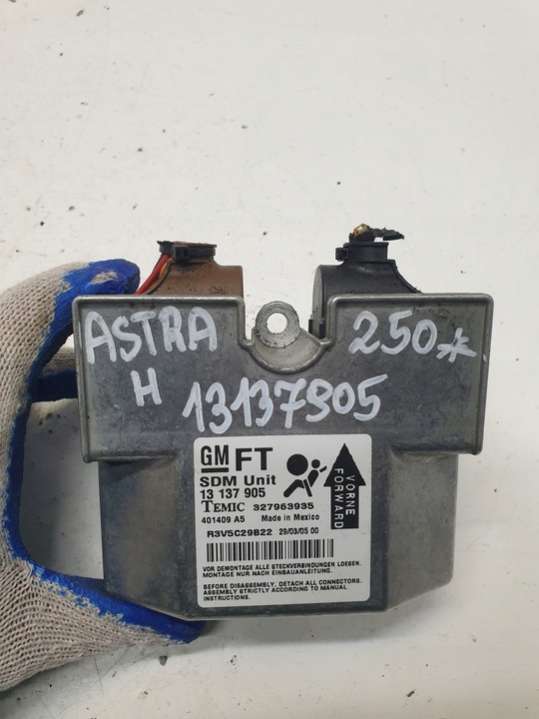 ASTRA 250*
H 13137905
GM FT
SDM Unit
13 137 905
TEMIC 327963935
401409 A5 Made in Mexico
R3V5C29B22 29/03/05 00
VORNE
FORWARD
VOR DEMONTAGE ALLE STECKVERBINDUNGEN LOESEN.
MONTAGE NUR NACH EINBAUANLEITUNG.
BEFORE DISASSEMBLY, DETACH ALL CONNECTORS.
ASSEMBLY STRICTLY ACCORDING TO MANUAL
INSTRUCTIONS.